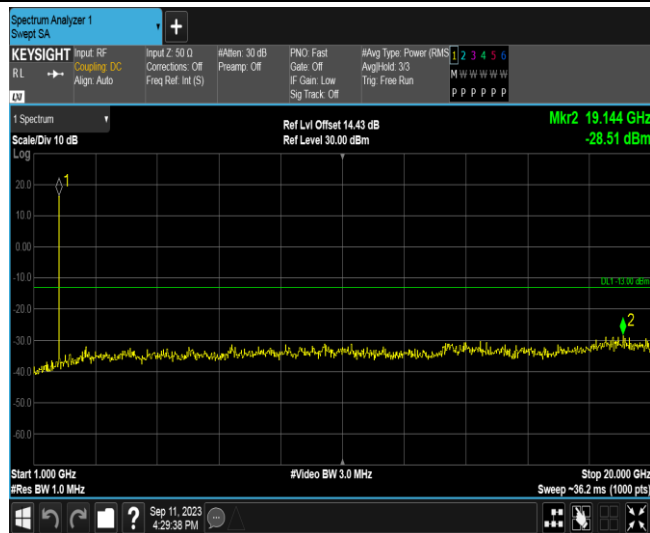 Spectrum Analyzer 1
Swept SA
+
KEYSIGHT
RL
LXI
Input: RF
Coupling: DC
Align: Auto
Input Z: 50 Ω
Corrections: Off
Freq Ref: Int (S)
#Atten: 30 dB
Preamp: Off
PNO: Fast
Gate: Off
IF Gain: Low
Sig Track: Off
#Avg Type: Power (RMS
Avg|Hold: 3/3
Trig: Free Run
1 2 3 4 5 6
M W W W W W
P P P P P P
1 Spectrum
Scale/Div 10 dB
Log
Ref Lvl Offset 14.43 dB
Ref Level 30.00 dBm
Mkr2 19.144 GHz
-28.51 dBm
20.0
10.0
0.00
-10.0
-20.0
-30.0
-40.0
-50.0
-60.0
1
DL1 -13.00 dBm
2
Start 1.000 GHz
#Res BW 1.0 MHz
#Video BW 3.0 MHz
Stop 20.000 GHz
Sweep ~36.2 ms (1000 pts)
?
Sep 11, 2023
4:29:38 PM